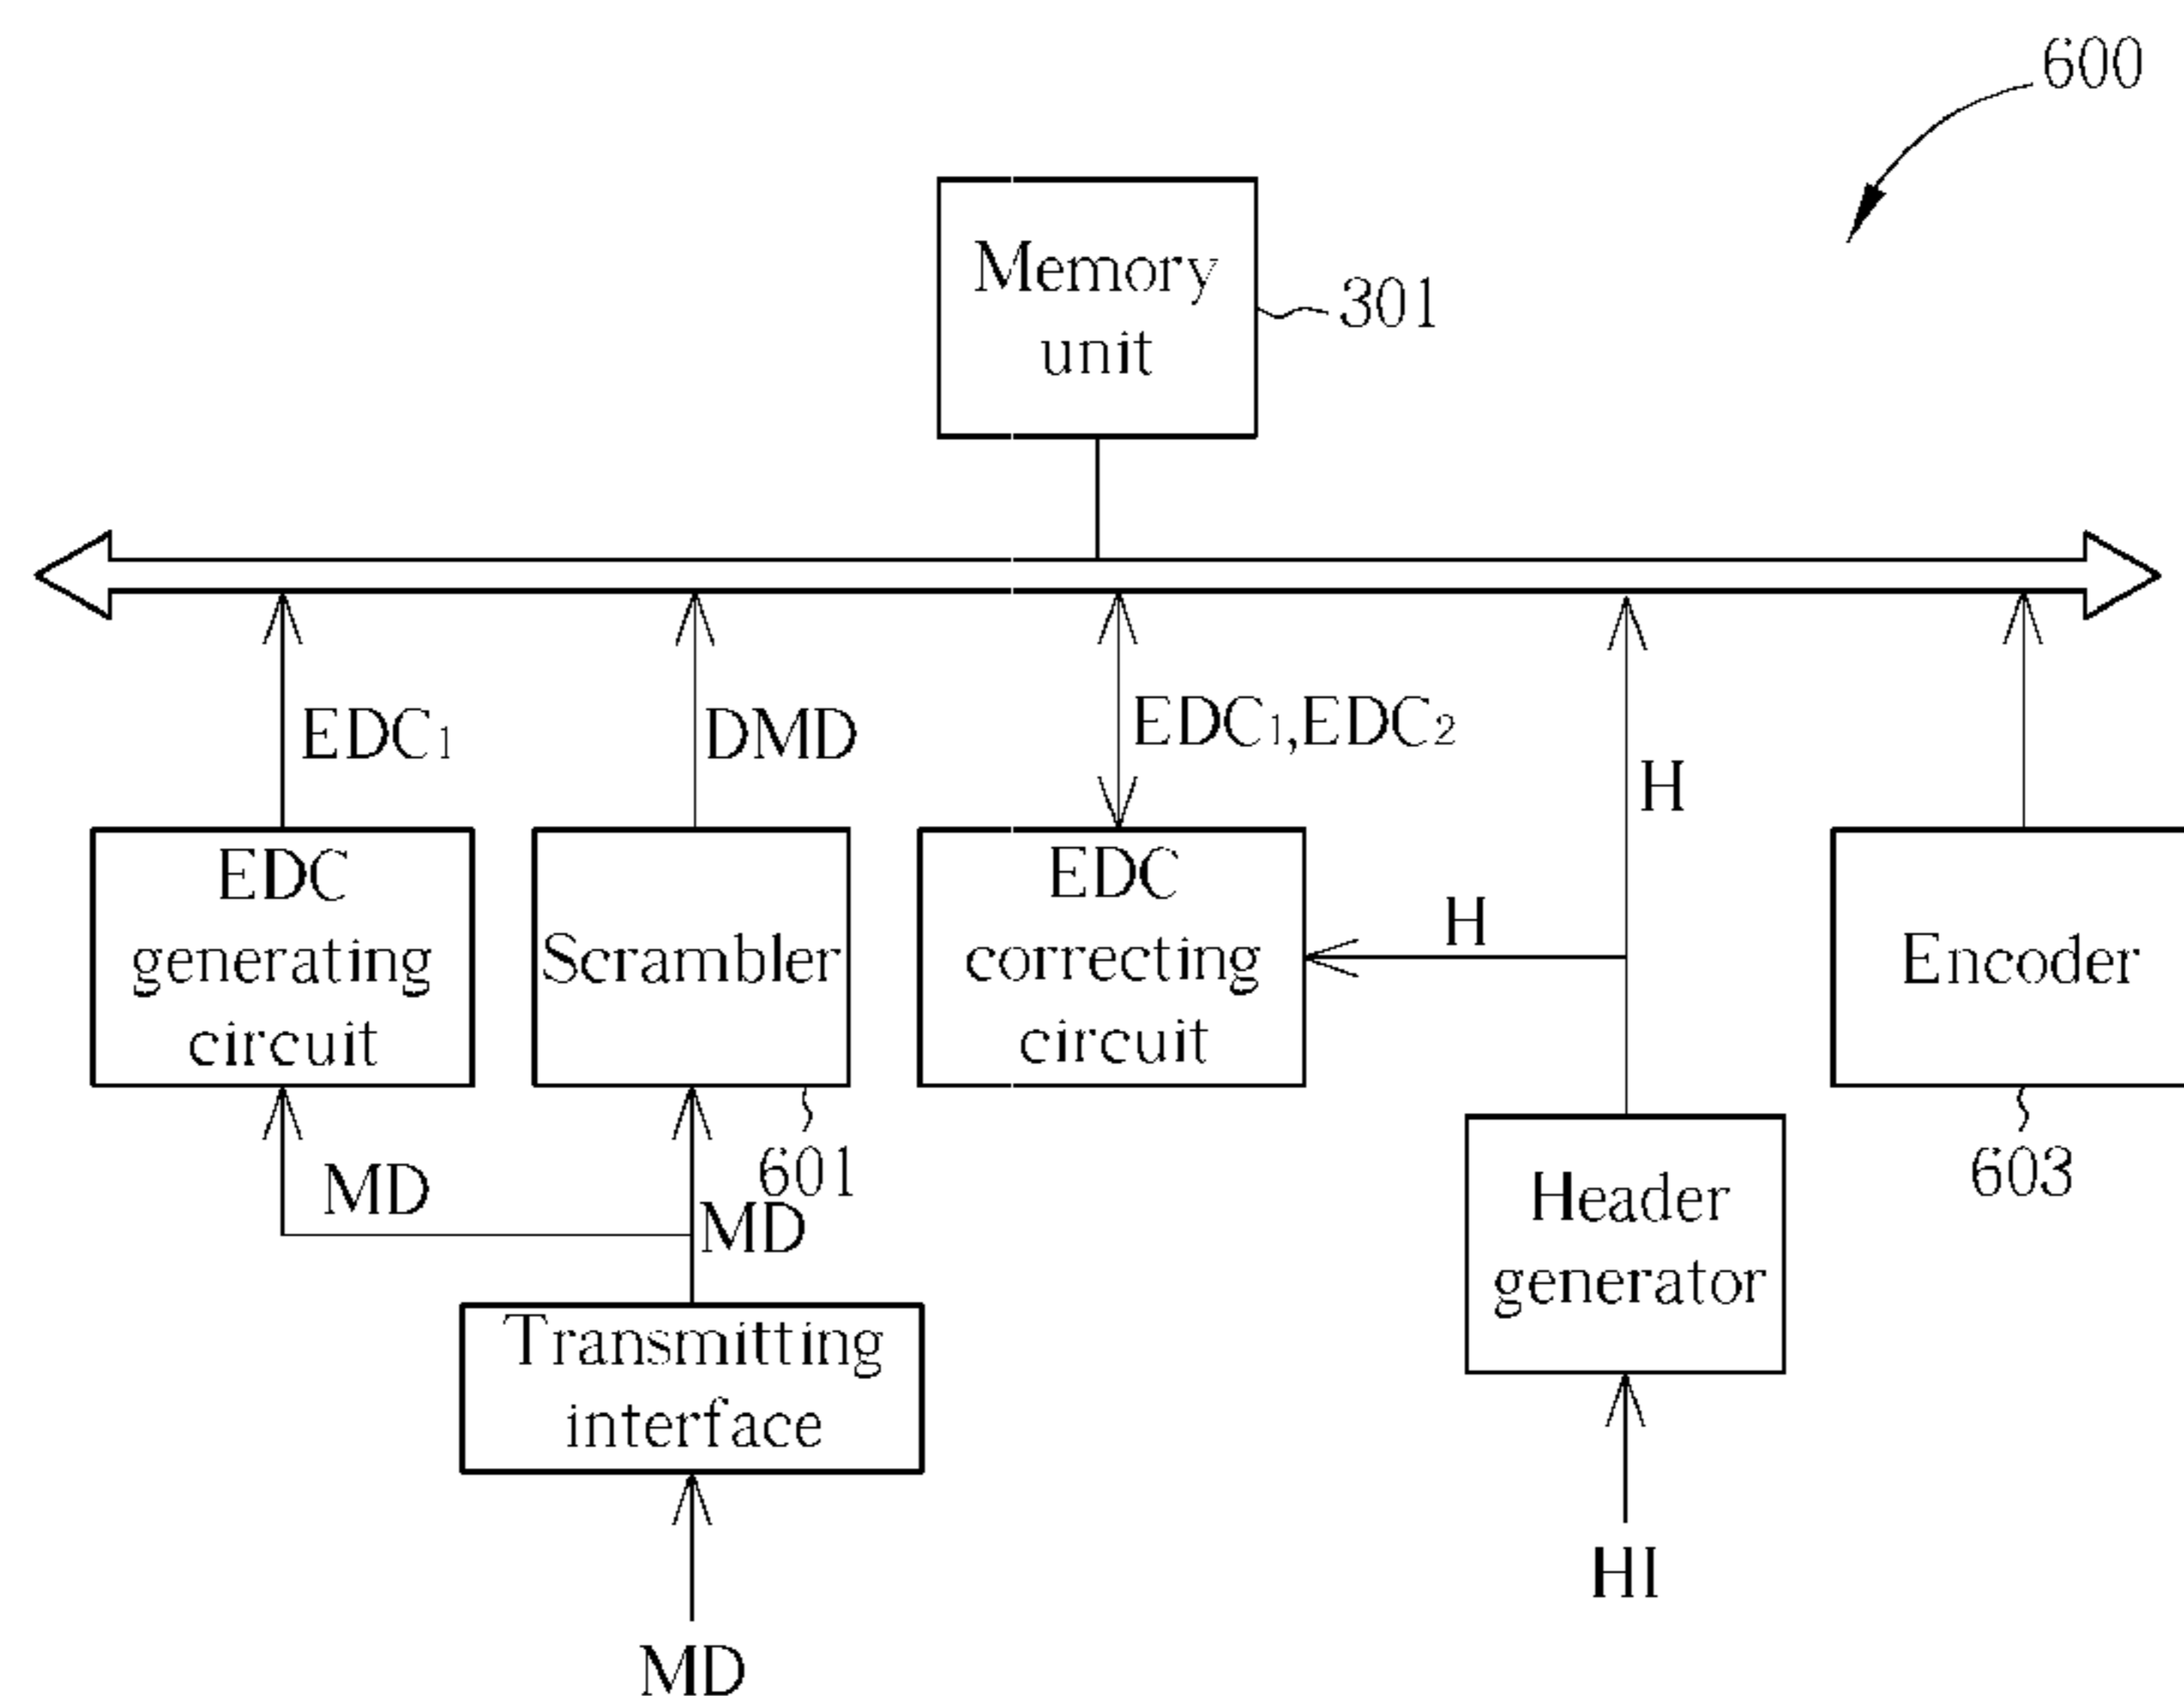 600
Memory
unit
301
EDC1
DMD
EDC1,EDC2
H
EDC
generating
circuit
Scrambler
EDC
correcting
circuit
H
Encoder
MD
601
MD
603
Header
generator
Transmitting
interface
HI
MD